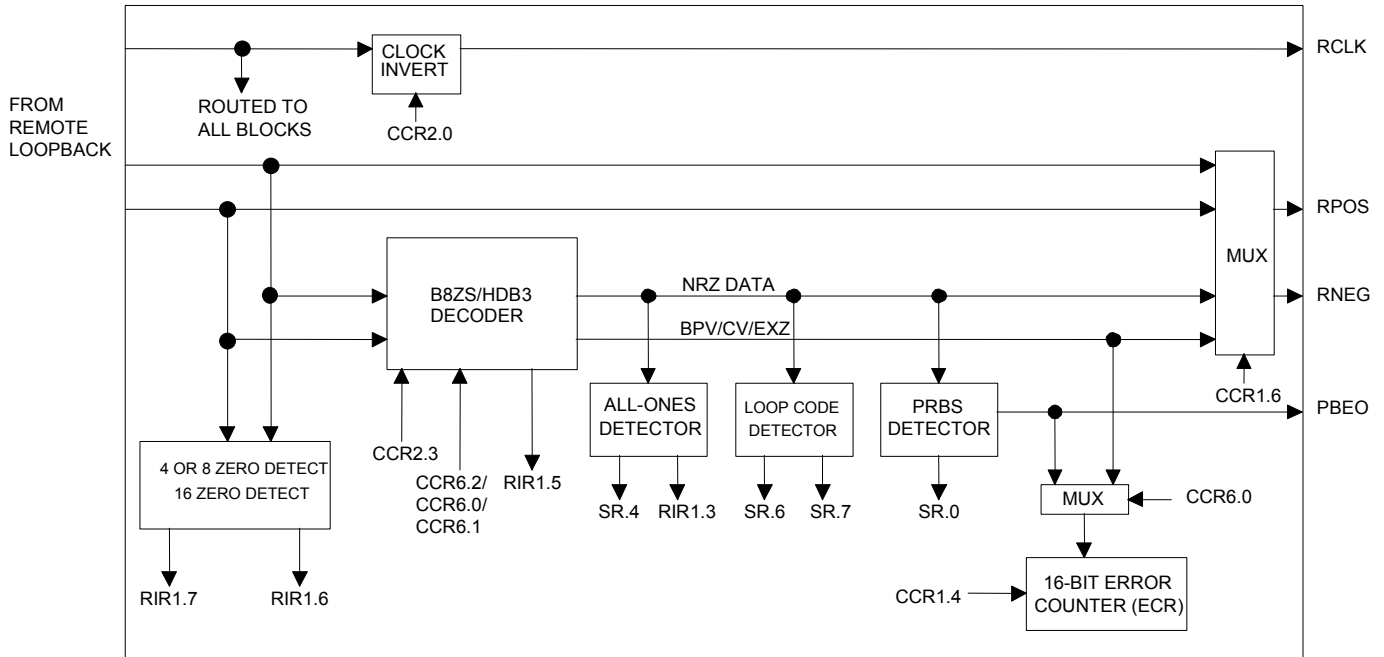 FROM
REMOTE
LOOPBACK
CLOCK
INVERT
RCLK
ROUTED TO
ALL BLOCKS
CCR2.0
MUX
RPOS
RNEG
B8ZS/HDB3
DECODER
NRZ DATA
BPV/CV/EXZ
CCR1.6
PBEO
ALL-ONES
DETECTOR
LOOP CODE
DETECTOR
PRBS
DETECTOR
4 OR 8 ZERO DETECT
16 ZERO DETECT
CCR2.3
CCR6.2/
CCR6.0/
CCR6.1
RIR1.5
SR.4
RIR1.3
SR.6
SR.7
SR.0
MUX
CCR6.0
RIR1.7
RIR1.6
CCR1.4
16-BIT ERROR
COUNTER (ECR)